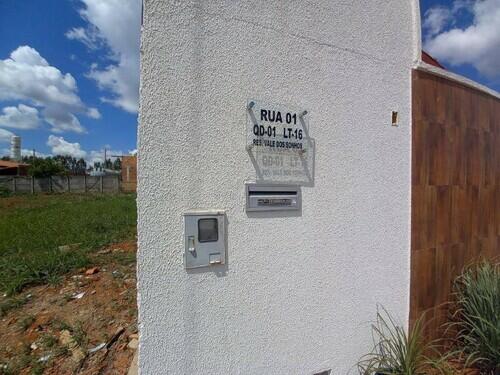 RUA 01
QD-01 LT-16
RES. VALE DOS SONHOS